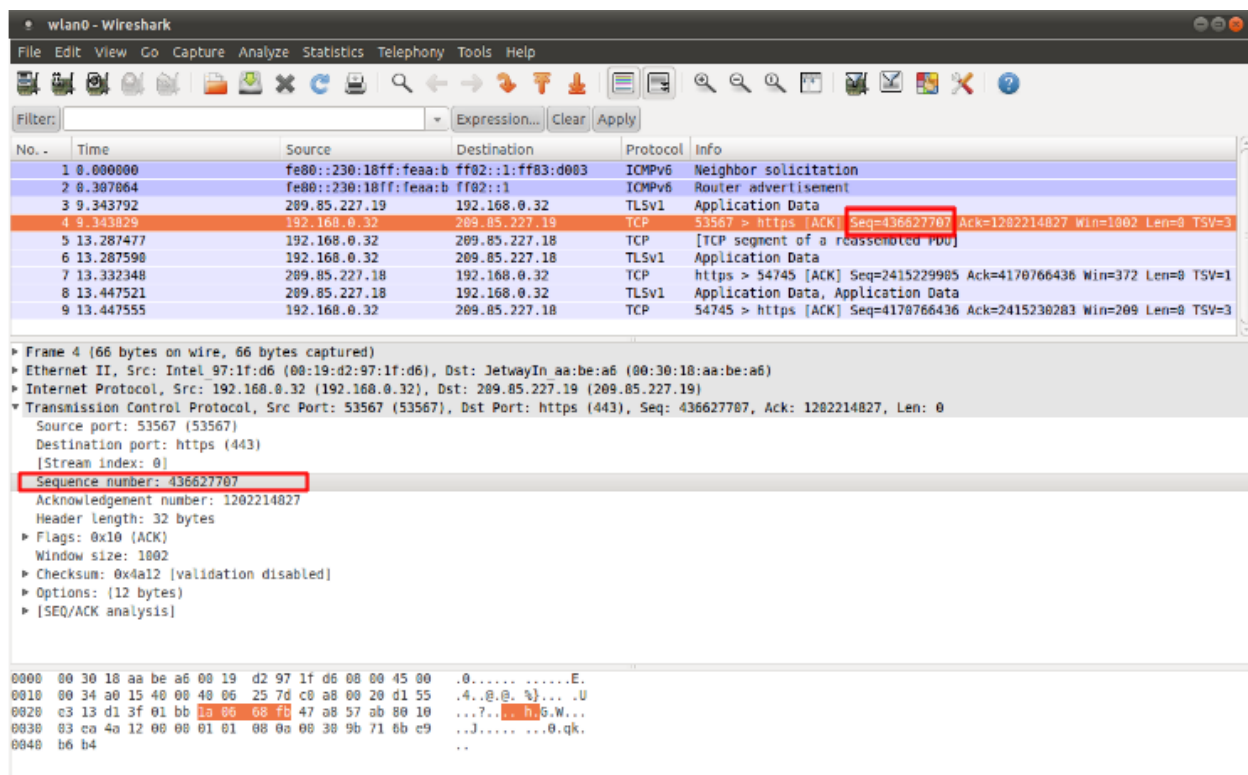 wlan0 - Wireshark
File Edit View Go Capture Analyze Statistics Telephony Tools Help
Filter: Expression... Clear Apply
No. - Time Source Destination Protocol Info
1 0.000000 fe80::230:18ff:feaa:b ff02::1:ff83:d003 ICMPv6 Neighbor solicitation
2 0.307064 fe80::230:18ff:feaa:b ff02::1 ICMPv6 Router advertisement
3 9.343792 209.85.227.19 192.168.0.32 TLSv1 Application Data
4 9.343829 192.168.0.32 209.85.227.19 TCP 53567 > https [ACK] Seq=436627707 Ack=1202214827 Win=1002 Len=0 TSV=3
5 13.287477 192.168.0.32 209.85.227.18 TCP [TCP segment of a reassembled PDU]
6 13.287590 192.168.0.32 209.85.227.18 TLSv1 Application Data
7 13.332348 209.85.227.18 192.168.0.32 TCP https > 54745 [ACK] Seq=2415229905 Ack=4170766436 Win=372 Len=0 TSV=1
8 13.447521 209.85.227.18 192.168.0.32 TLSv1 Application Data, Application Data
9 13.447555 192.168.0.32 209.85.227.18 TCP 54745 > https [ACK] Seq=4170766436 Ack=2415230283 Win=209 Len=0 TSV=3
Frame 4 (66 bytes on wire, 66 bytes captured)
Ethernet II, Src: Intel_97:1f:d6 (00:19:d2:97:1f:d6), Dst: JetwayIn_aa:be:a6 (00:30:18:aa:be:a6)
Internet Protocol, Src: 192.168.0.32 (192.168.0.32), Dst: 209.85.227.19 (209.85.227.19)
Transmission Control Protocol, Src Port: 53567 (53567), Dst Port: https (443), Seq: 436627707, Ack: 1202214827, Len: 0
Source port: 53567 (53567)
Destination port: https (443)
[Stream index: 0]
Sequence number: 436627707
Acknowledgement number: 1202214827
Header length: 32 bytes
Flags: 0x10 (ACK)
Window size: 1002
Checksum: 0x4a12 [validation disabled]
Options: (12 bytes)
[SEQ/ACK analysis]
0000 00 30 18 aa be a6 00 19 d2 97 1f d6 08 00 45 00 .0...... ......E.
0010 00 34 a0 15 40 00 40 06 25 7d c0 a8 00 20 d1 55 .4..@.@. %}... .U
0020 e3 13 d1 3f 01 bb 1a 06 68 fb 47 a8 57 ab 80 10 ...?.... h.G.W...
0030 03 ea 4a 12 00 00 01 01 08 0a 00 30 9b 71 6b e9 ..J..... ...0.qk.
0040 b6 b4 ..